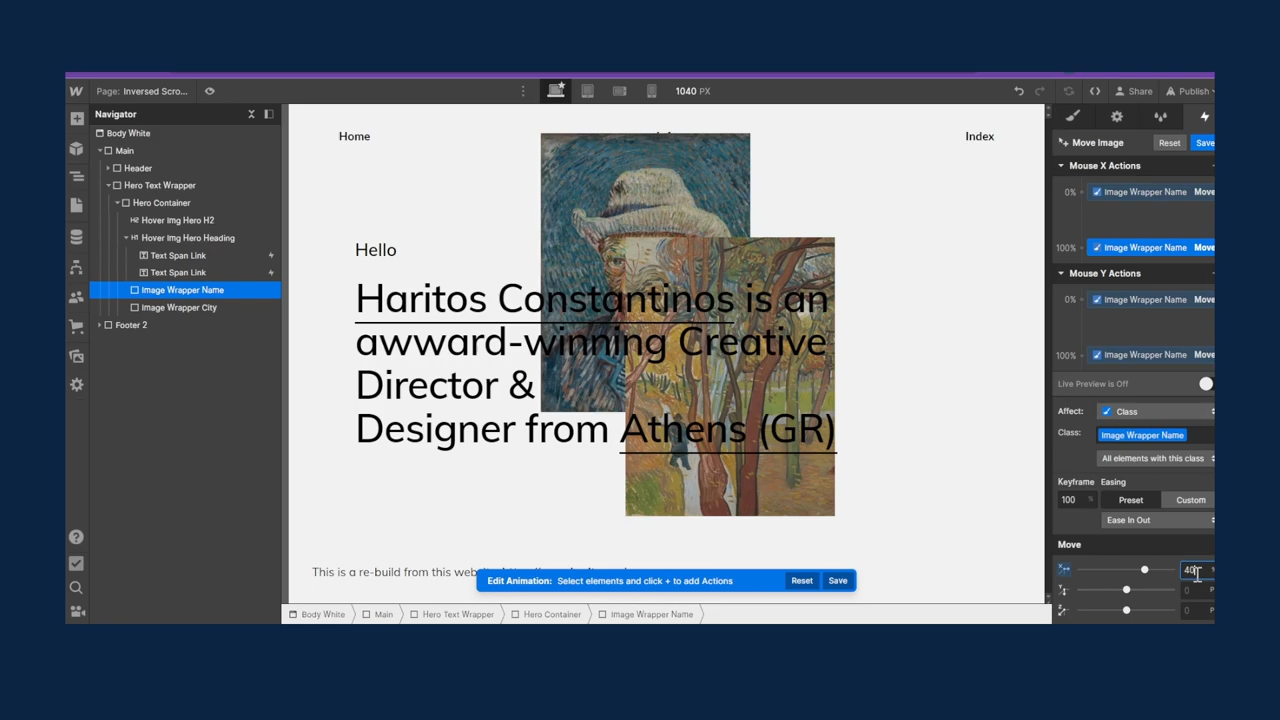 W Page: Inversed Scro... 1040 PX Share Publish
Navigator
Body White
Main
Header
Hero Text Wrapper
Hero Container
H2 Hover Img Hero H2
H1 Hover Img Hero Heading
Text Span Link
Text Span Link
Image Wrapper Name
Image Wrapper City
Footer 2
Home
Index
Hello
Haritos Constantinos is an
awward-winning Creative
Director &
Designer from Athens (GR)
This is a re-build from this
Edit Animation: Select elements and click + to add Actions Reset Save
Body White Main Hero Text Wrapper Hero Container Image Wrapper Name
Move Image Reset Save
Mouse X Actions
0% Image Wrapper Name Move
100% Image Wrapper Name Move
Mouse Y Actions
0% Image Wrapper Name Move
100% Image Wrapper Name Move
Live Preview is Off
Affect: Class
Class: Image Wrapper Name
All elements with this class
Keyframe Easing
100 % Preset Custom
Ease In Out
Move
X 40
Y 0 P
Z 0 P